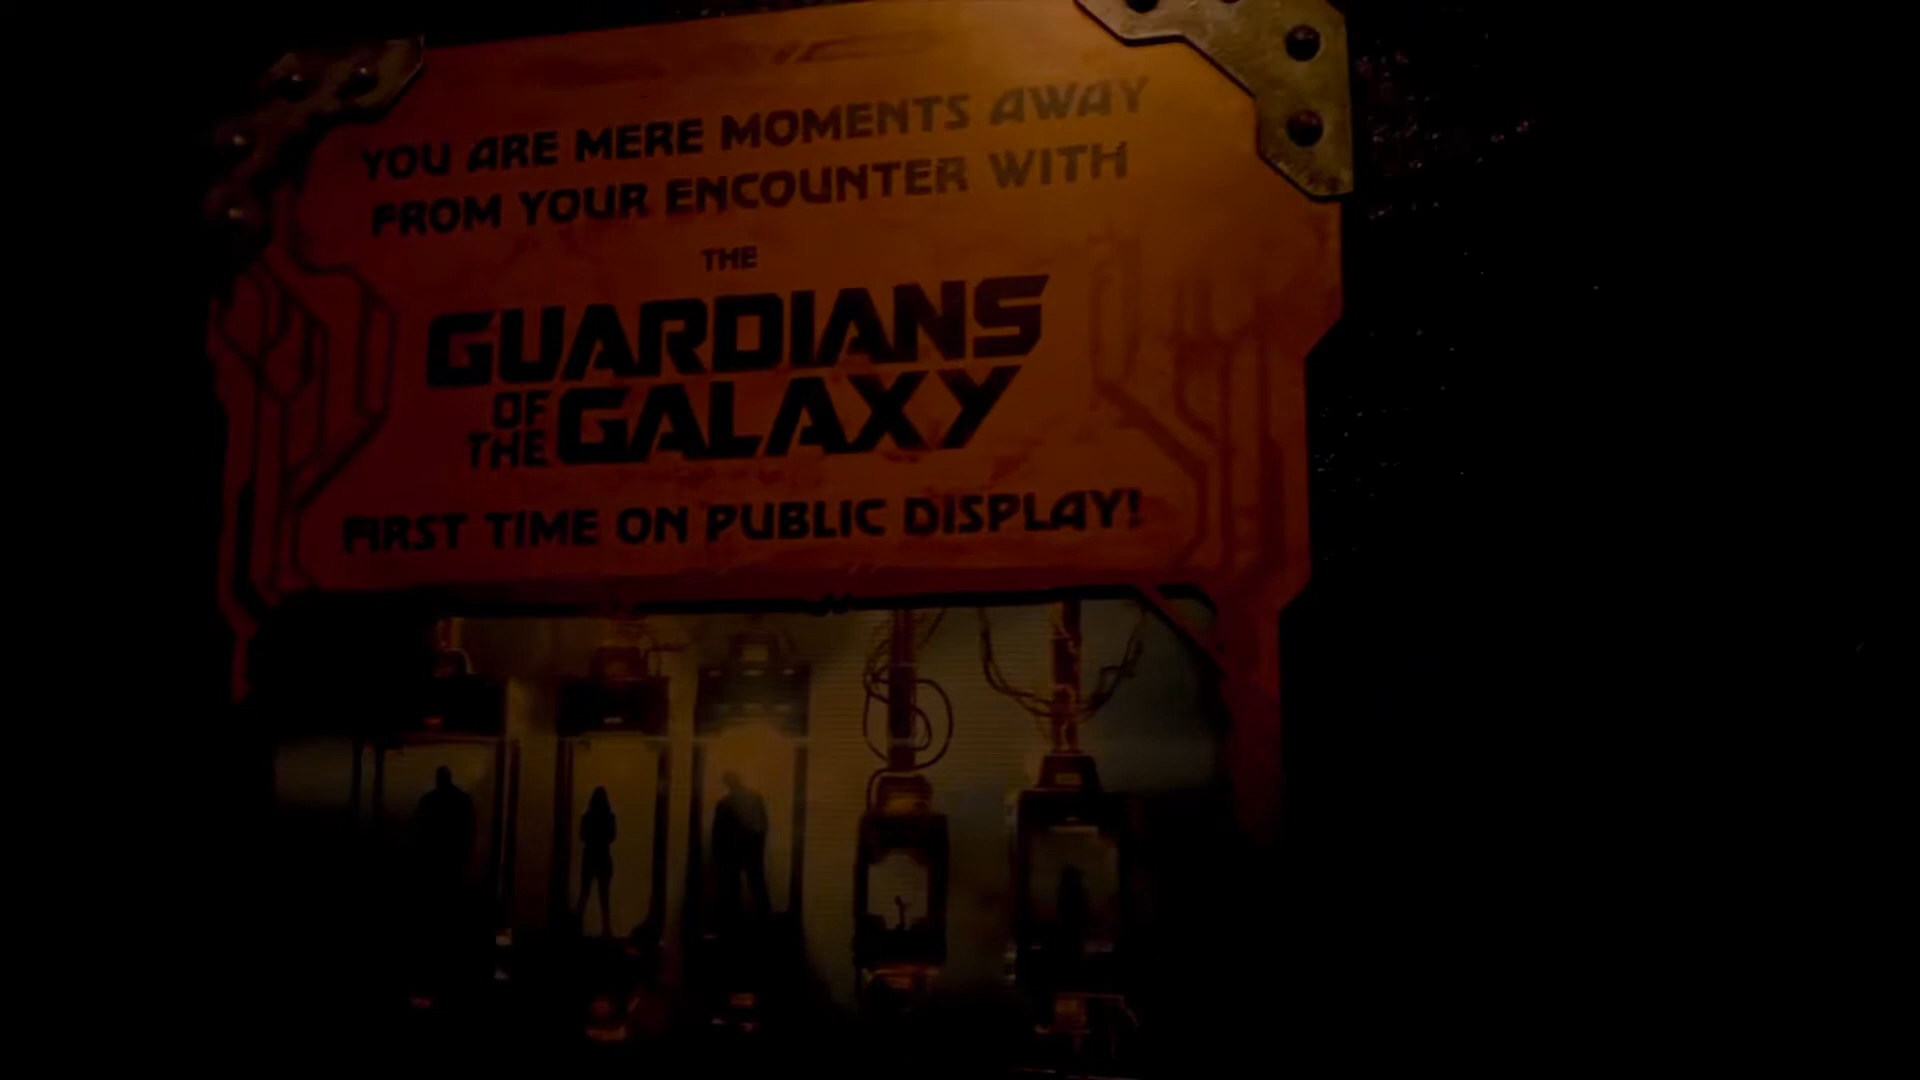 YOU ARE MERE MOMENTS AWAY
FROM YOUR ENCOUNTER WITH
THE
GUARDIANS
OF THE GALAXY
FIRST TIME ON PUBLIC DISPLAY!